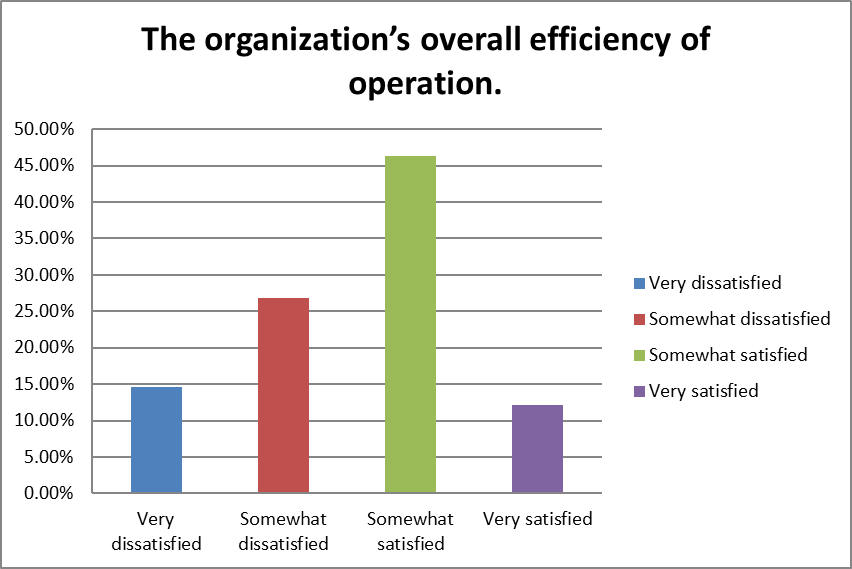 The organization’s overall efficiency of
operation.
50.00%
45.00%
40.00%
35.00%
30.00%
25.00%
20.00%
15.00%
10.00%
5.00%
0.00%
Very
dissatisfied
Somewhat
dissatisfied
Somewhat
satisfied
Very satisfied
Very dissatisfied
Somewhat dissatisfied
Somewhat satisfied
Very satisfied